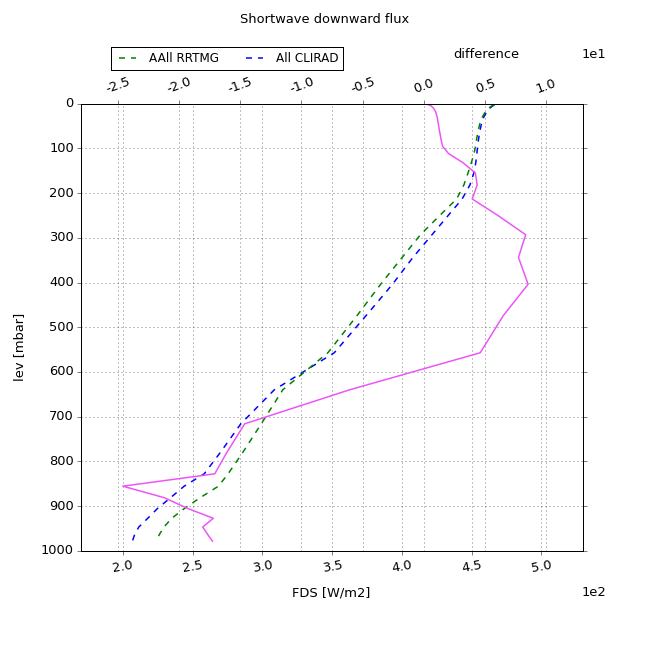 Shortwave downward flux
AAll RRTMG All CLIRAD
difference 1e1
-2.5 -2.0 -1.5 -1.0 -0.5 0.0 0.5 1.0
0
100
200
300
400
500
600
700
800
900
1000
lev [mbar]
2.0 2.5 3.0 3.5 4.0 4.5 5.0
FDS [W/m2] 1e2